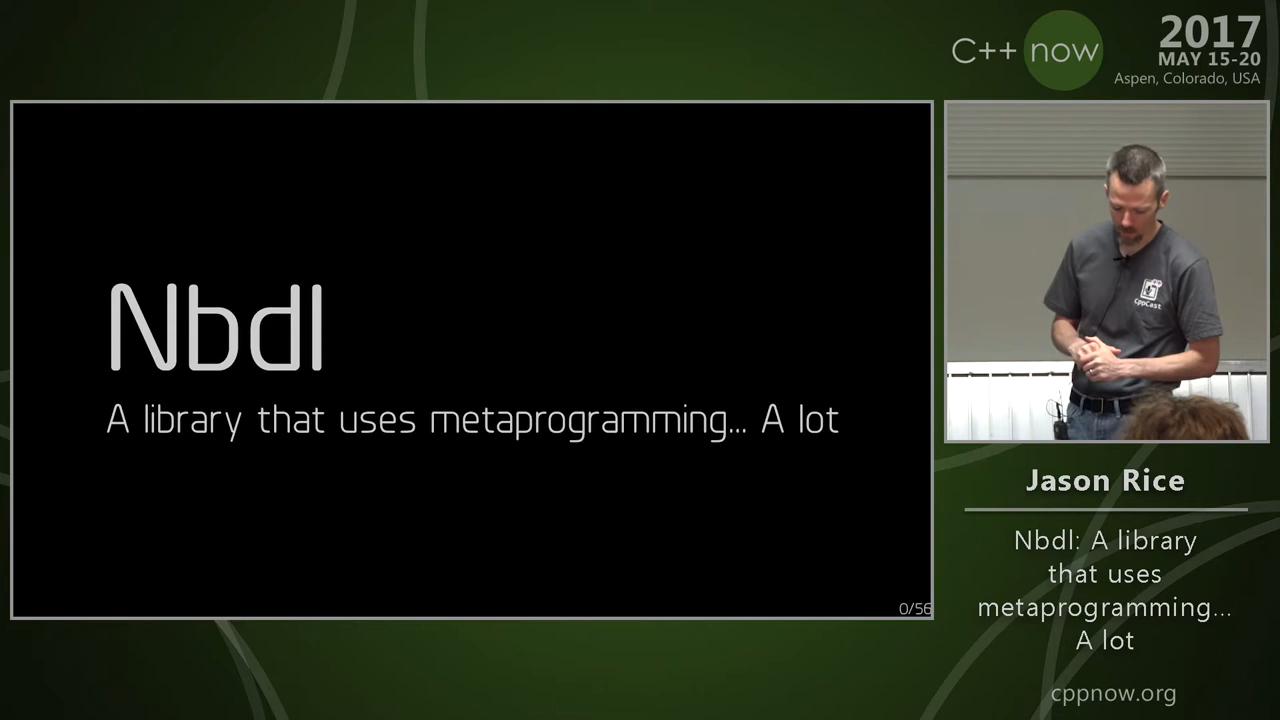 C++ now
2017
MAY 15-20
Aspen, Colorado, USA
Nbdl
A library that uses metaprogramming... A lot
0/56
CppCast
Jason Rice
Nbdl: A library
that uses
metaprogramming...
A lot
cppnow.org